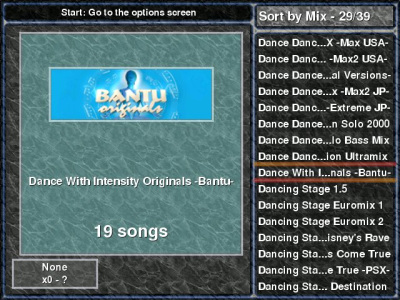 Start: Go to the options screen
Sort by Mix - 29/39
BANTU
originals
Dance With Intensity Originals -Bantu-
19 songs
None
x0 - ?
Dance Danc...X -Max USA-
Dance Danc... -Max2 USA-
Dance Danc...al Versions-
Dance Danc...x -Max2 JP-
Dance Danc...-Extreme JP-
Dance Danc...n Solo 2000
Dance Danc...lo Bass Mix
Dance Danc...ion Ultramix
Dance With I...nals -Bantu-
Dancing Stage 1.5
Dancing Stage Euromix 1
Dancing Stage Euromix 2
Dancing Sta...isney's Rave
Dancing Sta...s Come True
Dancing Sta...e True -PSX-
Dancing Sta... Destination